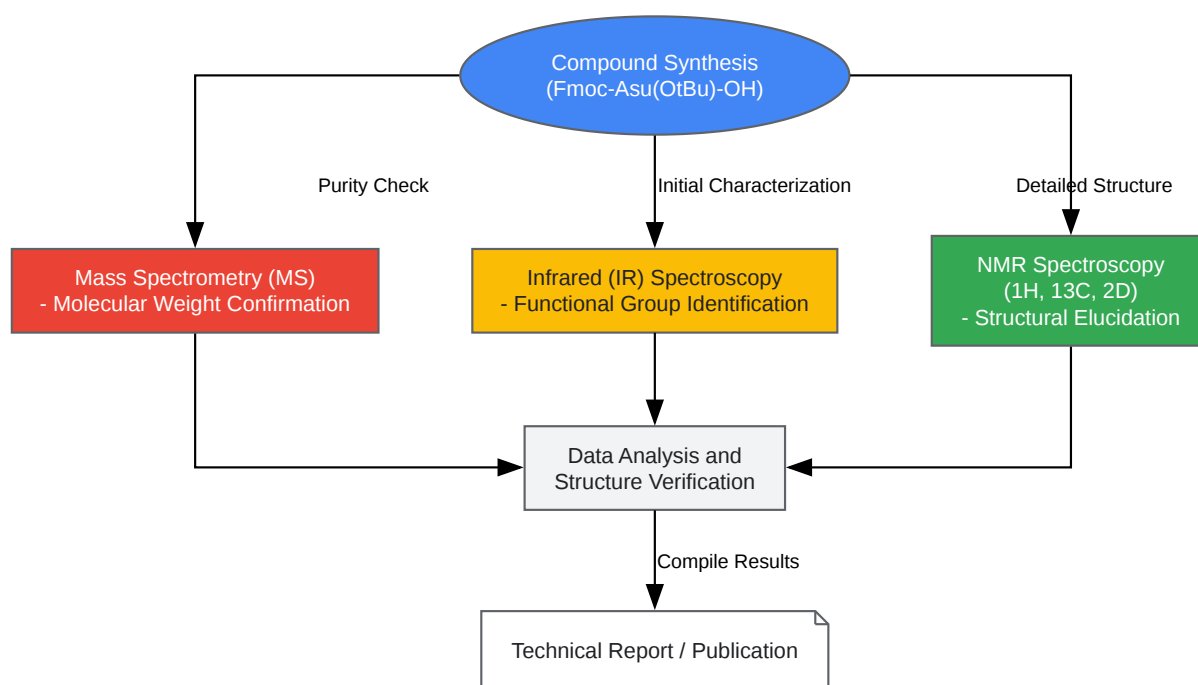 Compound Synthesis
(Fmoc-Asu(OtBu)-OH)
Purity Check
Initial Characterization
Detailed Structure
Mass Spectrometry (MS)
- Molecular Weight Confirmation
Infrared (IR) Spectroscopy
- Functional Group Identification
NMR Spectroscopy
(1H, 13C, 2D)
- Structural Elucidation
Data Analysis and
Structure Verification
Compile Results
Technical Report / Publication